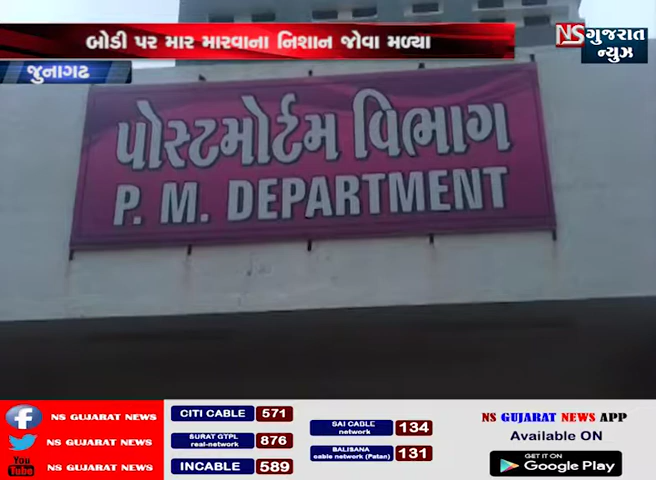 બોડી પર માર મારવાના નિશાન જોવા મળ્યા
NS ગુજરાત
ન્યુઝ
જુનાગઢ
પોસ્ટમોર્ટમ વિભાગ
P. M. DEPARTMENT
NS GUJARAT NEWS
NS GUJARAT NEWS
You
Tube
NS GUJARAT NEWS
CITI CABLE 571
SURAT GTPL
real-network 876
INCABLE 589
SAI CABLE
network 134
BALISANA
cable network (Patan) 131
NS GUJARAT NEWS APP
Available ON
GET IT ON
Google Play